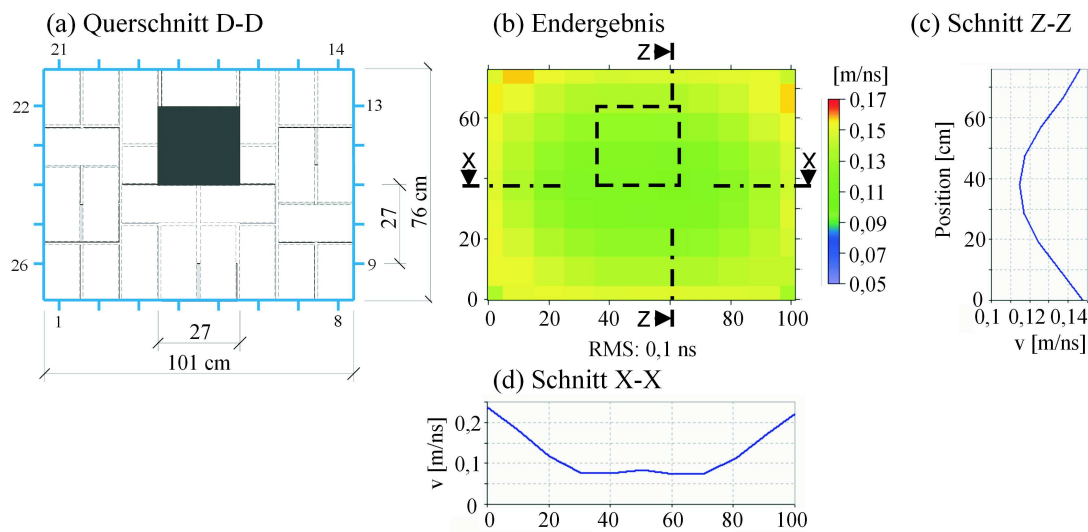 (a) Querschnitt D-D
21
14
22
13
26
9
1
8
27
76 cm
27
101 cm
(b) Endergebnis
Z
X
X
Z
60
40
20
0
0
20
40
60
80
100
RMS: 0,1 ns
[m/ns]
0,17
0,15
0,13
0,11
0,09
0,07
0,05
(c) Schnitt Z-Z
Position [cm]
60
40
20
0
0,1
0,12
0,14
v [m/ns]
(d) Schnitt X-X
v [m/ns]
0,2
0,1
0
0
20
40
60
80
100